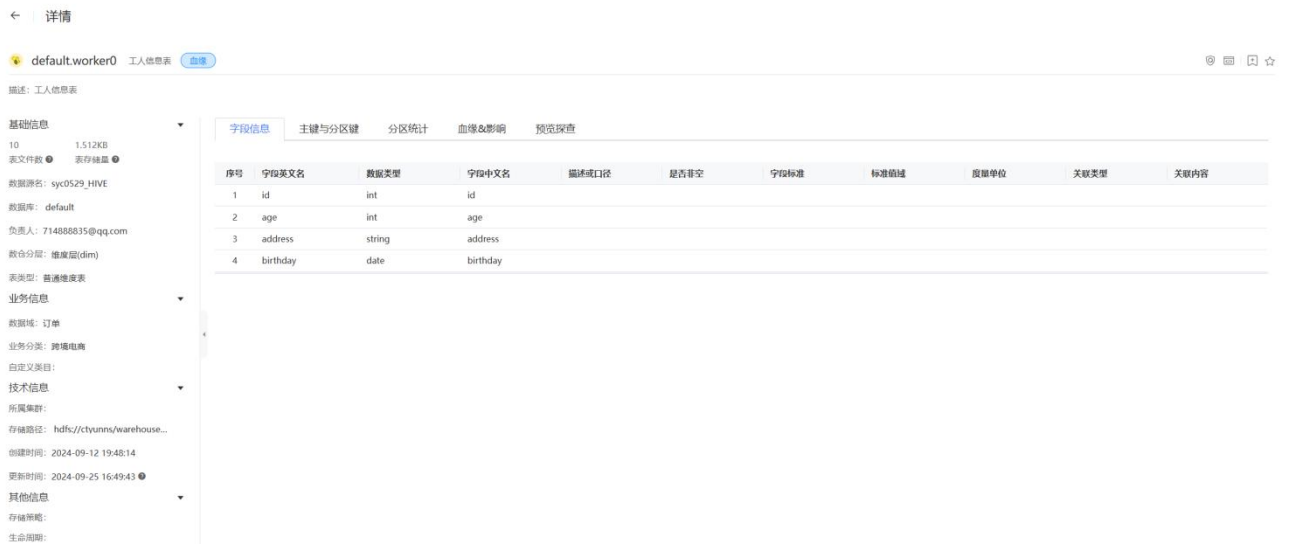 详情
default.worker0 工人信息表 血缘
描述: 工人信息表
基础信息
10 1.512KB
表文件数 表存储量
数据源名: syc0529_HIVE
数据库: default
负责人: 714888835@qq.com
数仓分层: 维度层(dim)
表类型: 普通维度表
业务信息
数据域: 订单
业务分类: 跨境电商
自定义类目:
技术信息
所属集群:
存储路径: hdfs://ctyunns/warehouse...
创建时间: 2024-09-12 19:48:14
更新时间: 2024-09-25 16:49:43
其他信息
存储策略:
生命周期:
字段信息 主键与分区键 分区统计 血缘&影响 预览探查
序号 字段英文名 数据类型 字段中文名 描述或口径 是否非空 字段标准 标准值域 度量单位 关联类型 关联内容
1 id int id
2 age int age
3 address string address
4 birthday date birthday